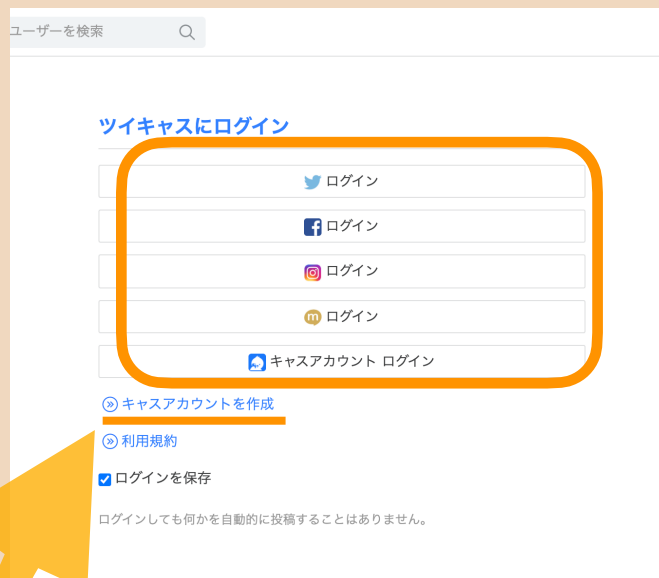 ユーザーを検索
ツイキャスにログイン
ログイン
ログイン
ログイン
ログイン
キャスアカウント ログイン
キャスアカウントを作成
利用規約
ログインを保存
ログインしても何かを自動的に投稿することはありません。